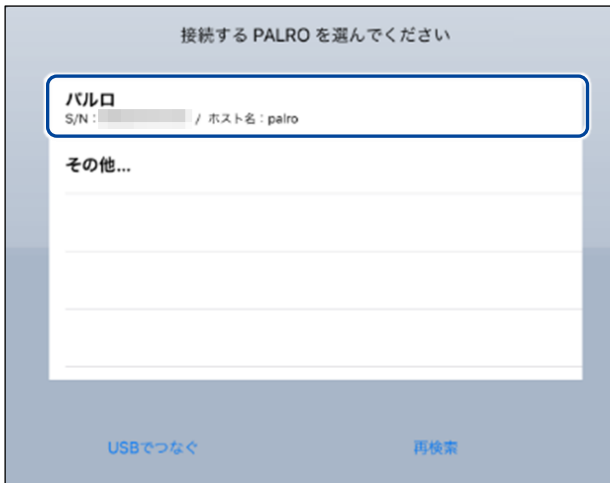 接続する PALRO を選んでください
パルロ
S/N： / ホスト名：palro
その他...
USBでつなぐ
再検索